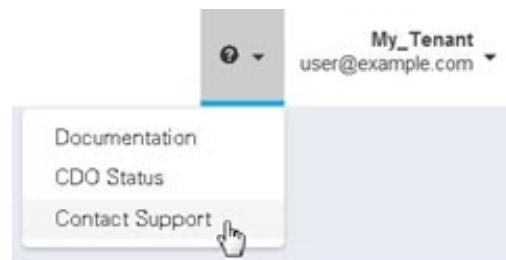 My_Tenant
user@example.com
Documentation
CDO Status
Contact Support